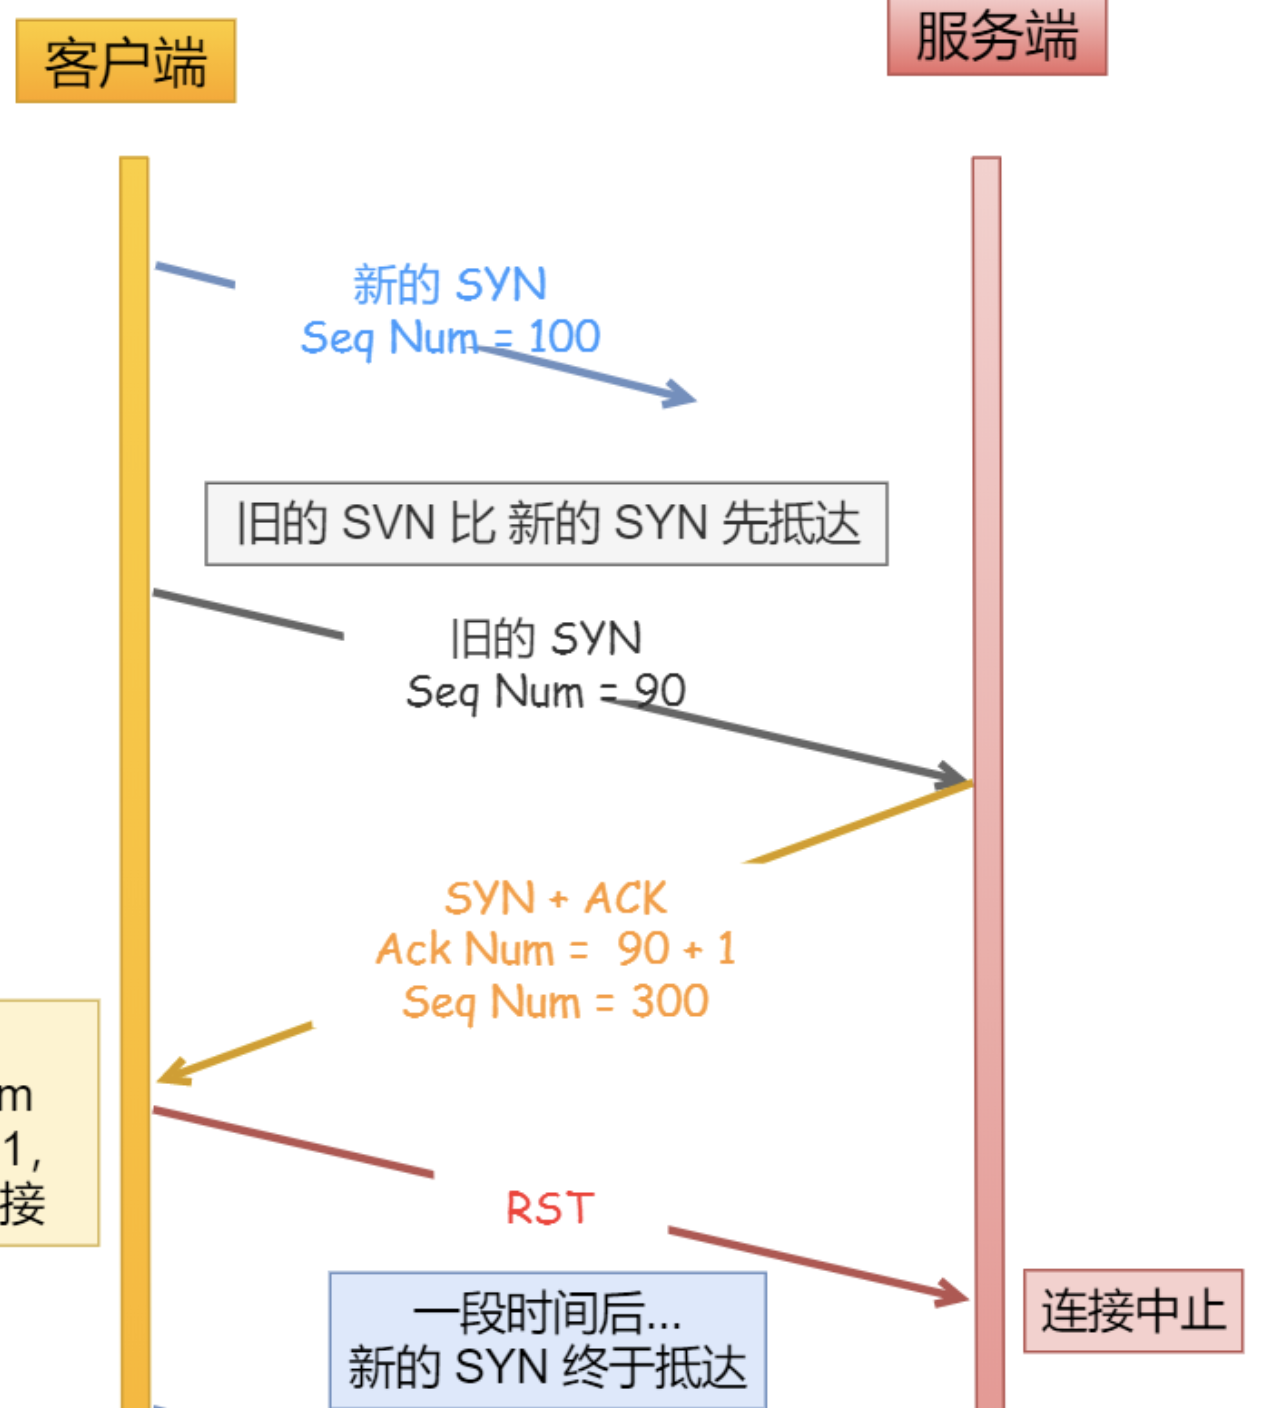 客户端
服务端
新的 SYN
Seq Num = 100
旧的 SVN 比 新的 SYN 先抵达
旧的 SYN
Seq Num = 90
SYN + ACK
Ack Num = 90 + 1
Seq Num = 300
m
1,
接
RST
连接中止
一段时间后...
新的 SYN 终于抵达